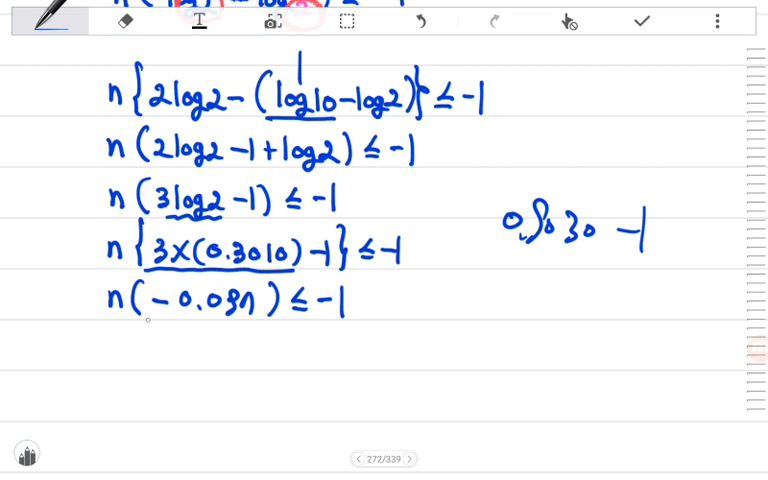 n{2log2-(log10-log2)} ≤ -1
1
n(2log2-1+log2) ≤ -1
n(3log2-1) ≤ -1
0.9030 -1
n{3×(0.3010)-1} ≤ -1
n(-0.097) ≤ -1
272/339